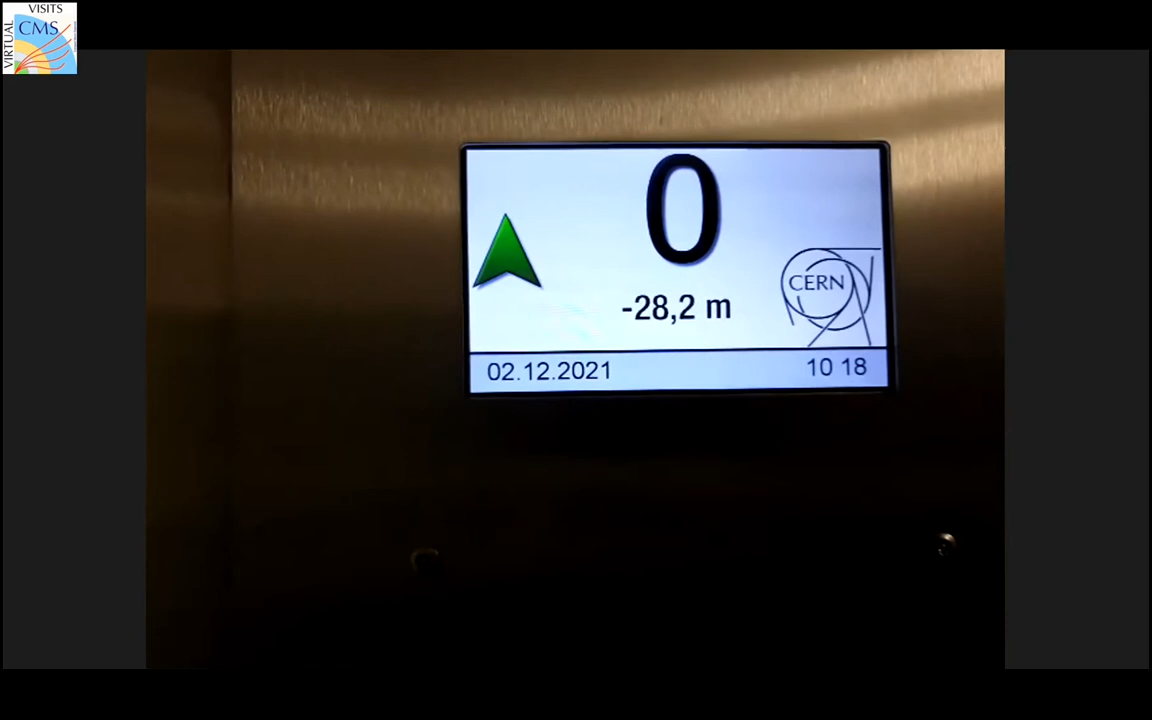 VISITS
CMS
VIRTUAL
0
CERN
-28,2 m
02.12.2021
10 18